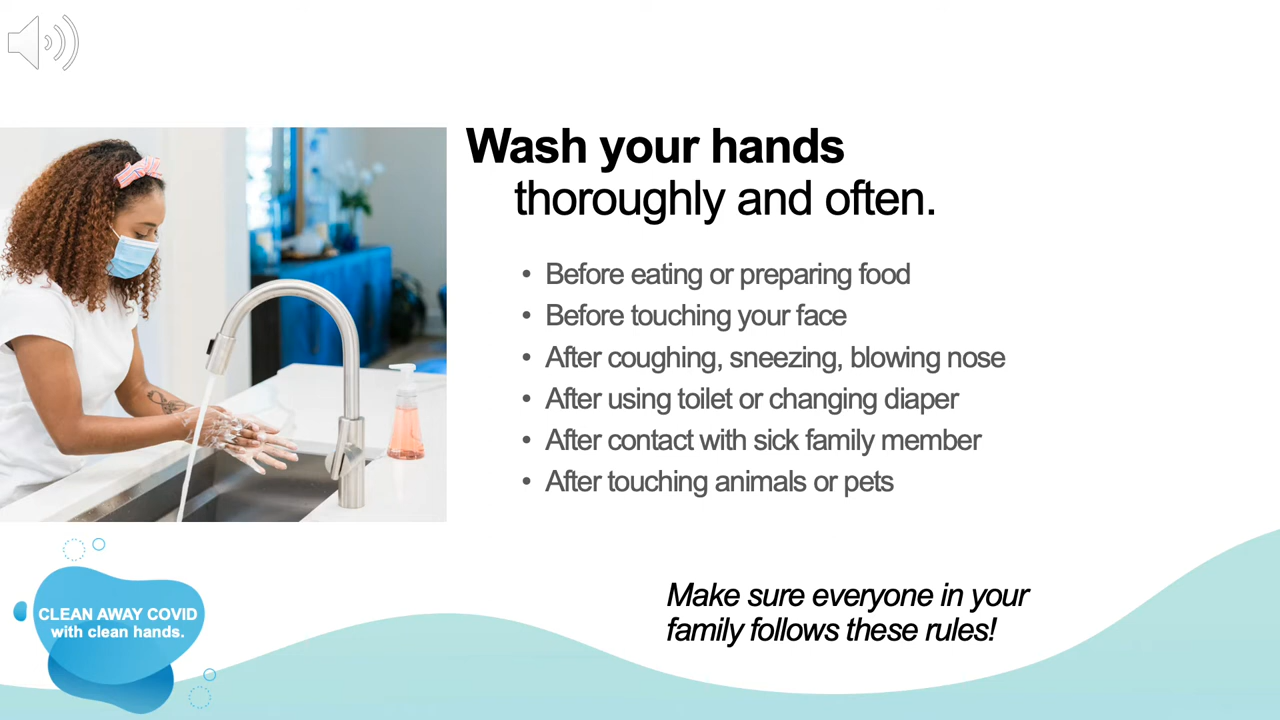 Wash your hands
thoroughly and often.
• Before eating or preparing food
• Before touching your face
• After coughing, sneezing, blowing nose
• After using toilet or changing diaper
• After contact with sick family member
• After touching animals or pets
Make sure everyone in your
family follows these rules!
CLEAN AWAY COVID
with clean hands.